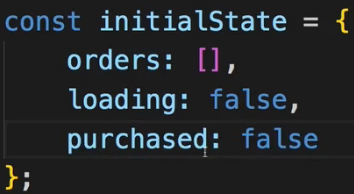 const initialState = {
    orders: [],
    loading: false,
    purchased: false
};